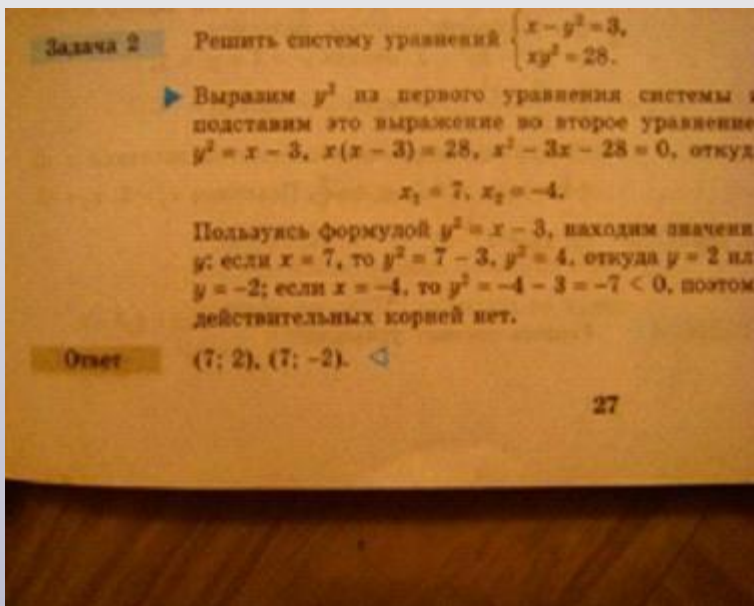 Задача 2 Решить систему уравнений { x − y² = 3,
xy² = 28.
Выразим y² из первого уравнения системы
подставим это выражение во второе уравнение
y² = x − 3, x(x − 3) = 28, x² − 3x − 28 = 0, откуд
x₁ = 7, x₂ = −4.
Пользуясь формулой y² = x − 3, находим значени
y: если x = 7, то y² = 7 − 3, y² = 4, откуда y = 2 ил
y = −2; если x = −4, то y² = −4 − 3 = −7 < 0, поэтом
действительных корней нет.
Ответ (7; 2), (7; −2).
27